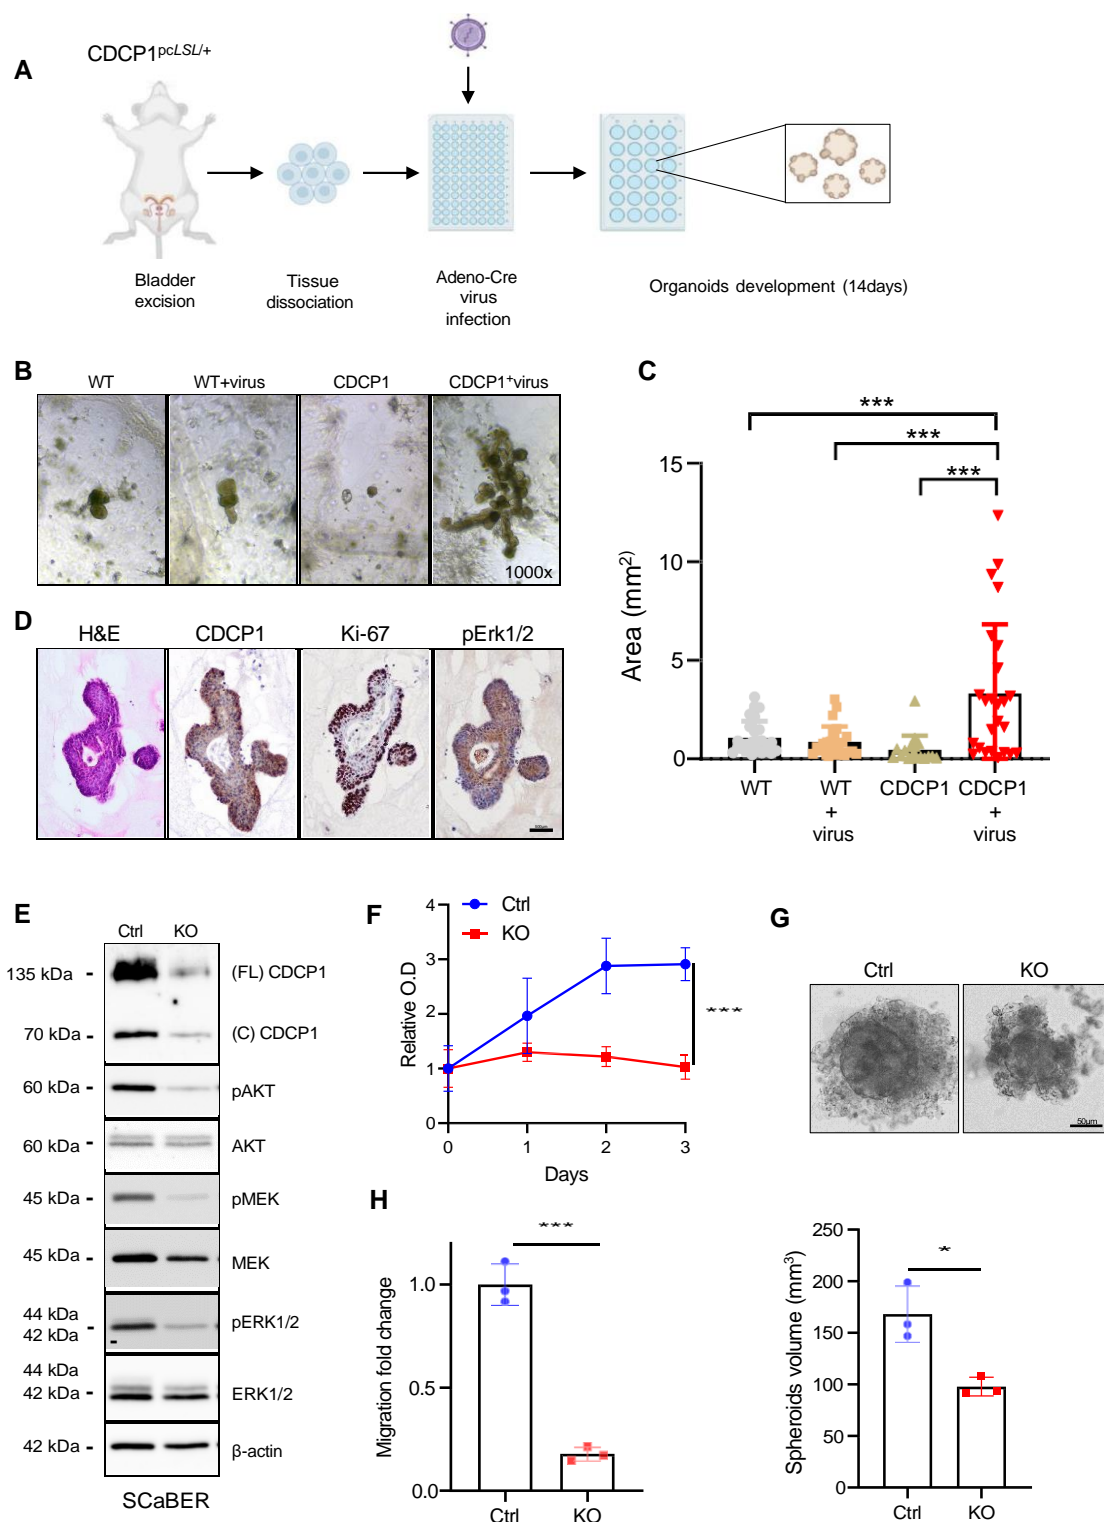 A
CDCP1pcLSL/+
Bladder
excision
Tissue
dissociation
Adeno-Cre
virus
infection
Organoids development (14days)
B
WT
WT+virus
CDCP1
CDCP1+virus
1000x
C
***
***
***
Area (mm2)
15
10
5
0
WT
WT
+
virus
CDCP1
CDCP1
+
virus
D
H&E
CDCP1
Ki-67
pErk1/2
E
Ctrl
KO
135 kDa
(FL) CDCP1
70 kDa
(C) CDCP1
60 kDa
pAKT
60 kDa
AKT
45 kDa
pMEK
45 kDa
MEK
44 kDa
42 kDa
pERK1/2
44 kDa
42 kDa
ERK1/2
42 kDa
β-actin
SCaBER
F
Ctrl
KO
Relative O.D
4
3
2
1
0
0
1
2
3
Days
***
G
Ctrl
KO
50μm
Spheroids volume (mm3)
250
200
150
100
50
0
*
Ctrl
KO
H
Migration fold change
1.0
0.5
0.0
***
Ctrl
KO